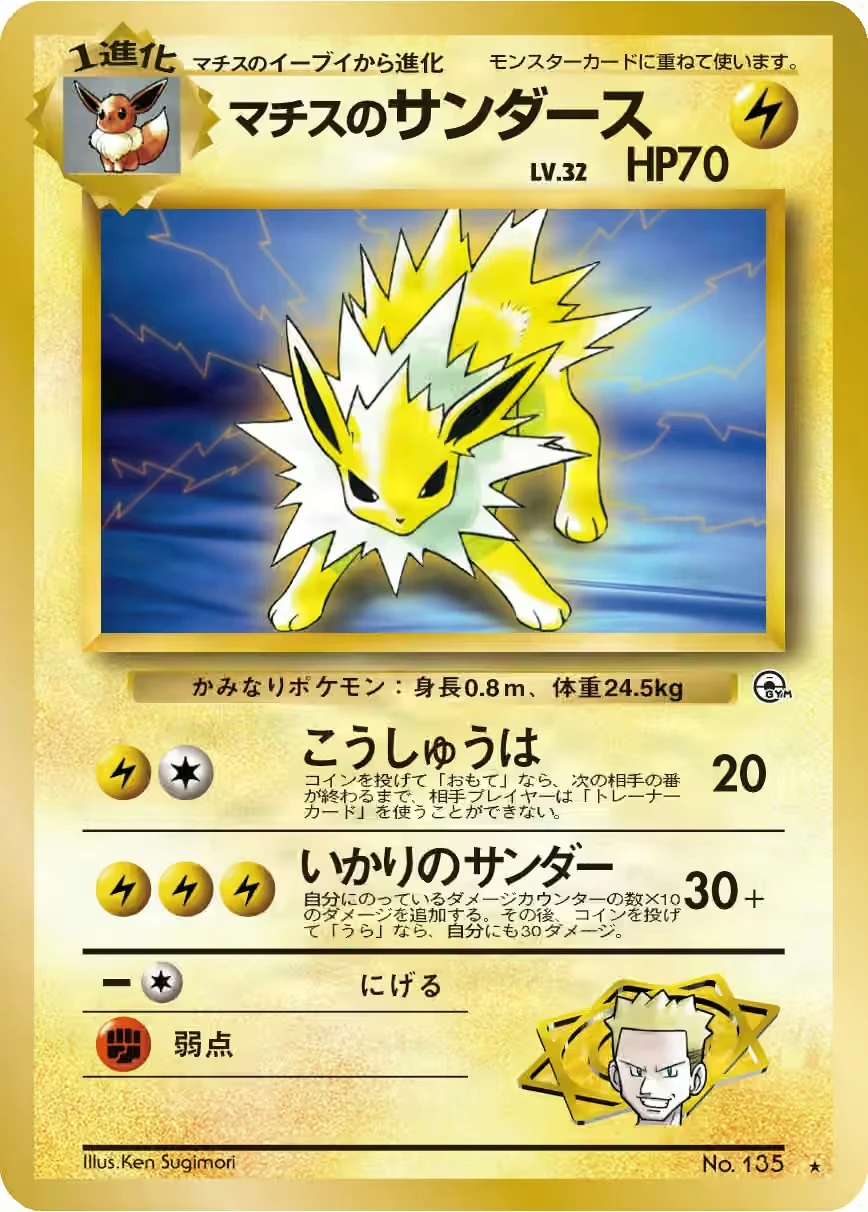 1進化
マチスのイーブイから進化
モンスターカードに重ねて使います。
マチスのサンダース
LV.32 HP70
かみなりポケモン：身長0.8m、体重24.5kg
GYM
こうしゅうは
コインを投げて「おもて」なら、次の相手の番
が終わるまで、相手プレイヤーは「トレーナー
カード」を使うことができない。
20
いかりのサンダー
自分にのっているダメージカウンターの数×10
のダメージを追加する。その後、コインを投げ
て「うら」なら、自分にも30ダメージ。
30+
にげる
弱点
Illus.Ken Sugimori
No. 135 ★